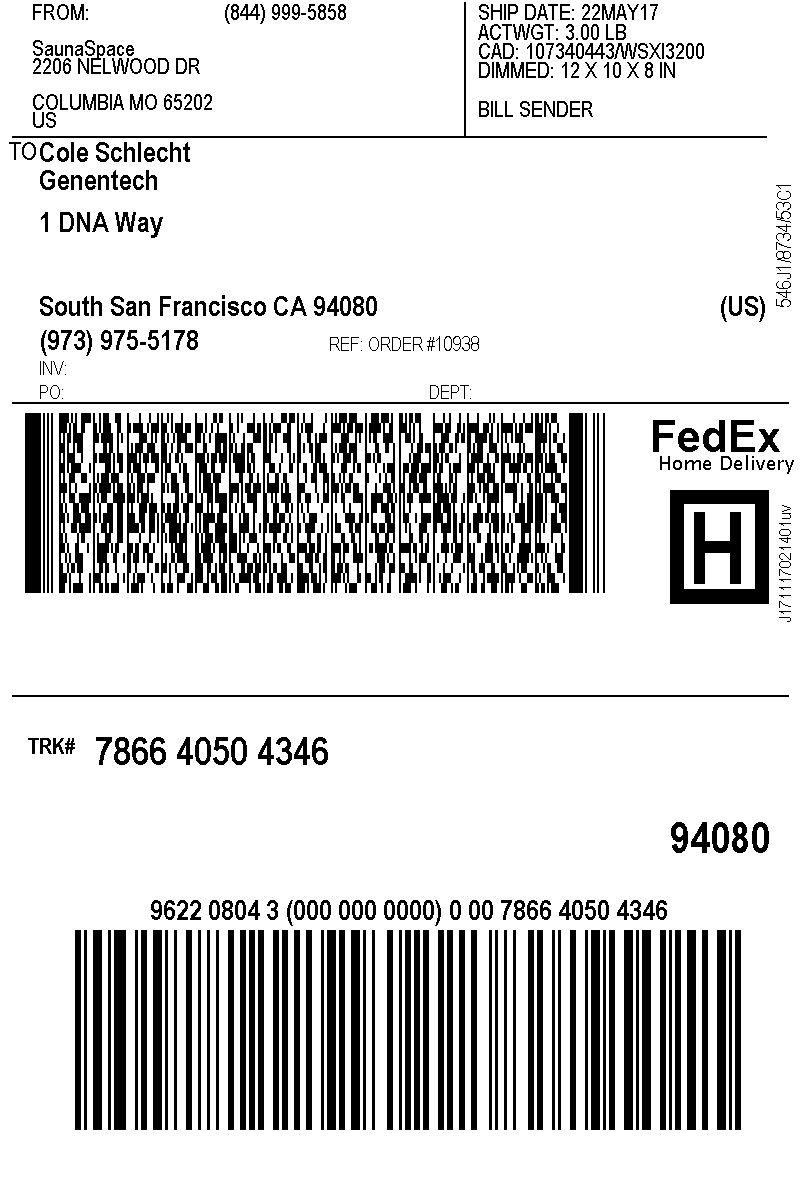 FROM: (844) 999-5858
SaunaSpace
2206 NELWOOD DR
COLUMBIA MO 65202
US
SHIP DATE: 22MAY17
ACTWGT: 3.00 LB
CAD: 107340443/WSXI3200
DIMMED: 12 X 10 X 8 IN
BILL SENDER
TO Cole Schlecht
Genentech
1 DNA Way
South San Francisco CA 94080 (US)
(973) 975-5178 REF: ORDER #10938
INV:
PO: DEPT:
546J1/8734/53C1
FedEx
Home Delivery
H
J171117021401uv
TRK# 7866 4050 4346
94080
9622 0804 3 (000 000 0000) 0 00 7866 4050 4346